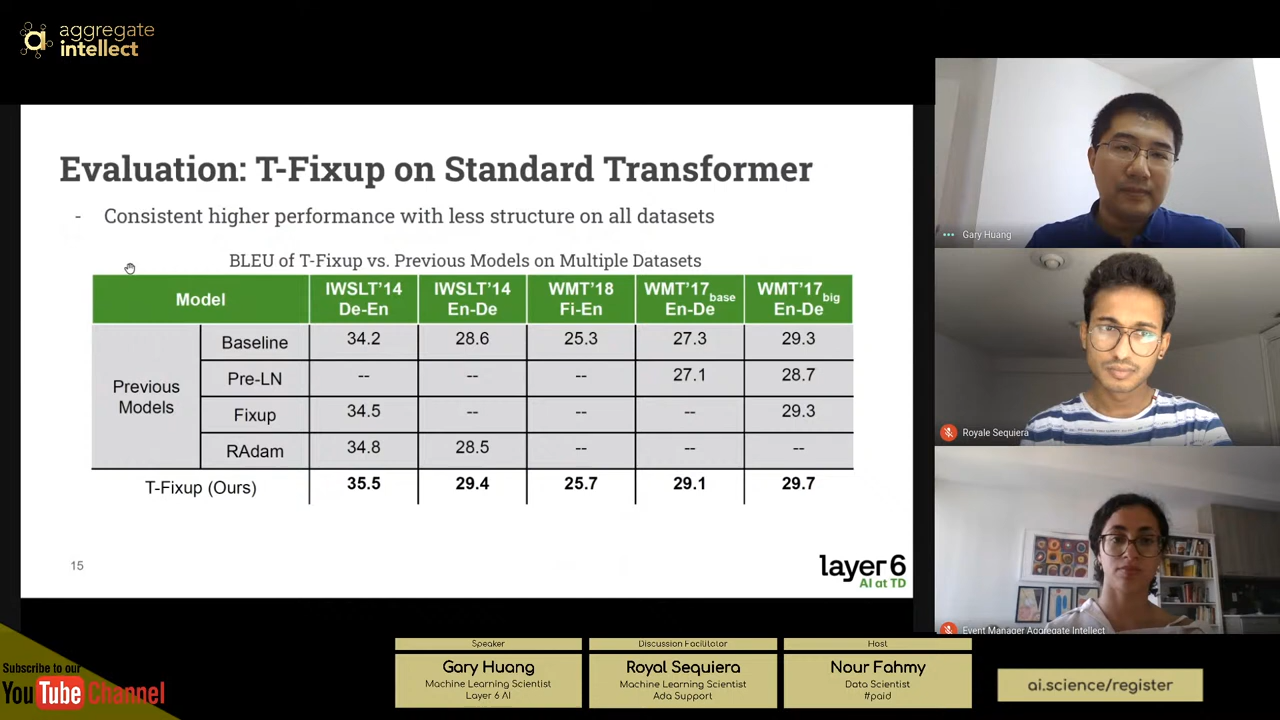 aggregate
intellect
Evaluation: T-Fixup on Standard Transformer
- Consistent higher performance with less structure on all datasets
BLEU of T-Fixup vs. Previous Models on Multiple Datasets
Model IWSLT'14 De-En IWSLT'14 En-De WMT'18 Fi-En WMT'17base En-De WMT'17big En-De
Previous Models
Baseline 34.2 28.6 25.3 27.3 29.3
Pre-LN -- -- -- 27.1 28.7
Fixup 34.5 -- -- -- 29.3
RAdam 34.8 28.5 -- -- --
T-Fixup (Ours) 35.5 29.4 25.7 29.1 29.7
15
layer 6
AI at TD
Gary Huang
Royale Sequiera
Event Manager Aggregate Intellect
Subscribe to our
YouTube Channel
Speaker
Gary Huang
Machine Learning Scientist
Layer 6 AI
Discussion Facilitator
Royal Sequiera
Machine Learning Scientist
Ada Support
Host
Nour Fahmy
Data Scientist
#paid
ai.science/register